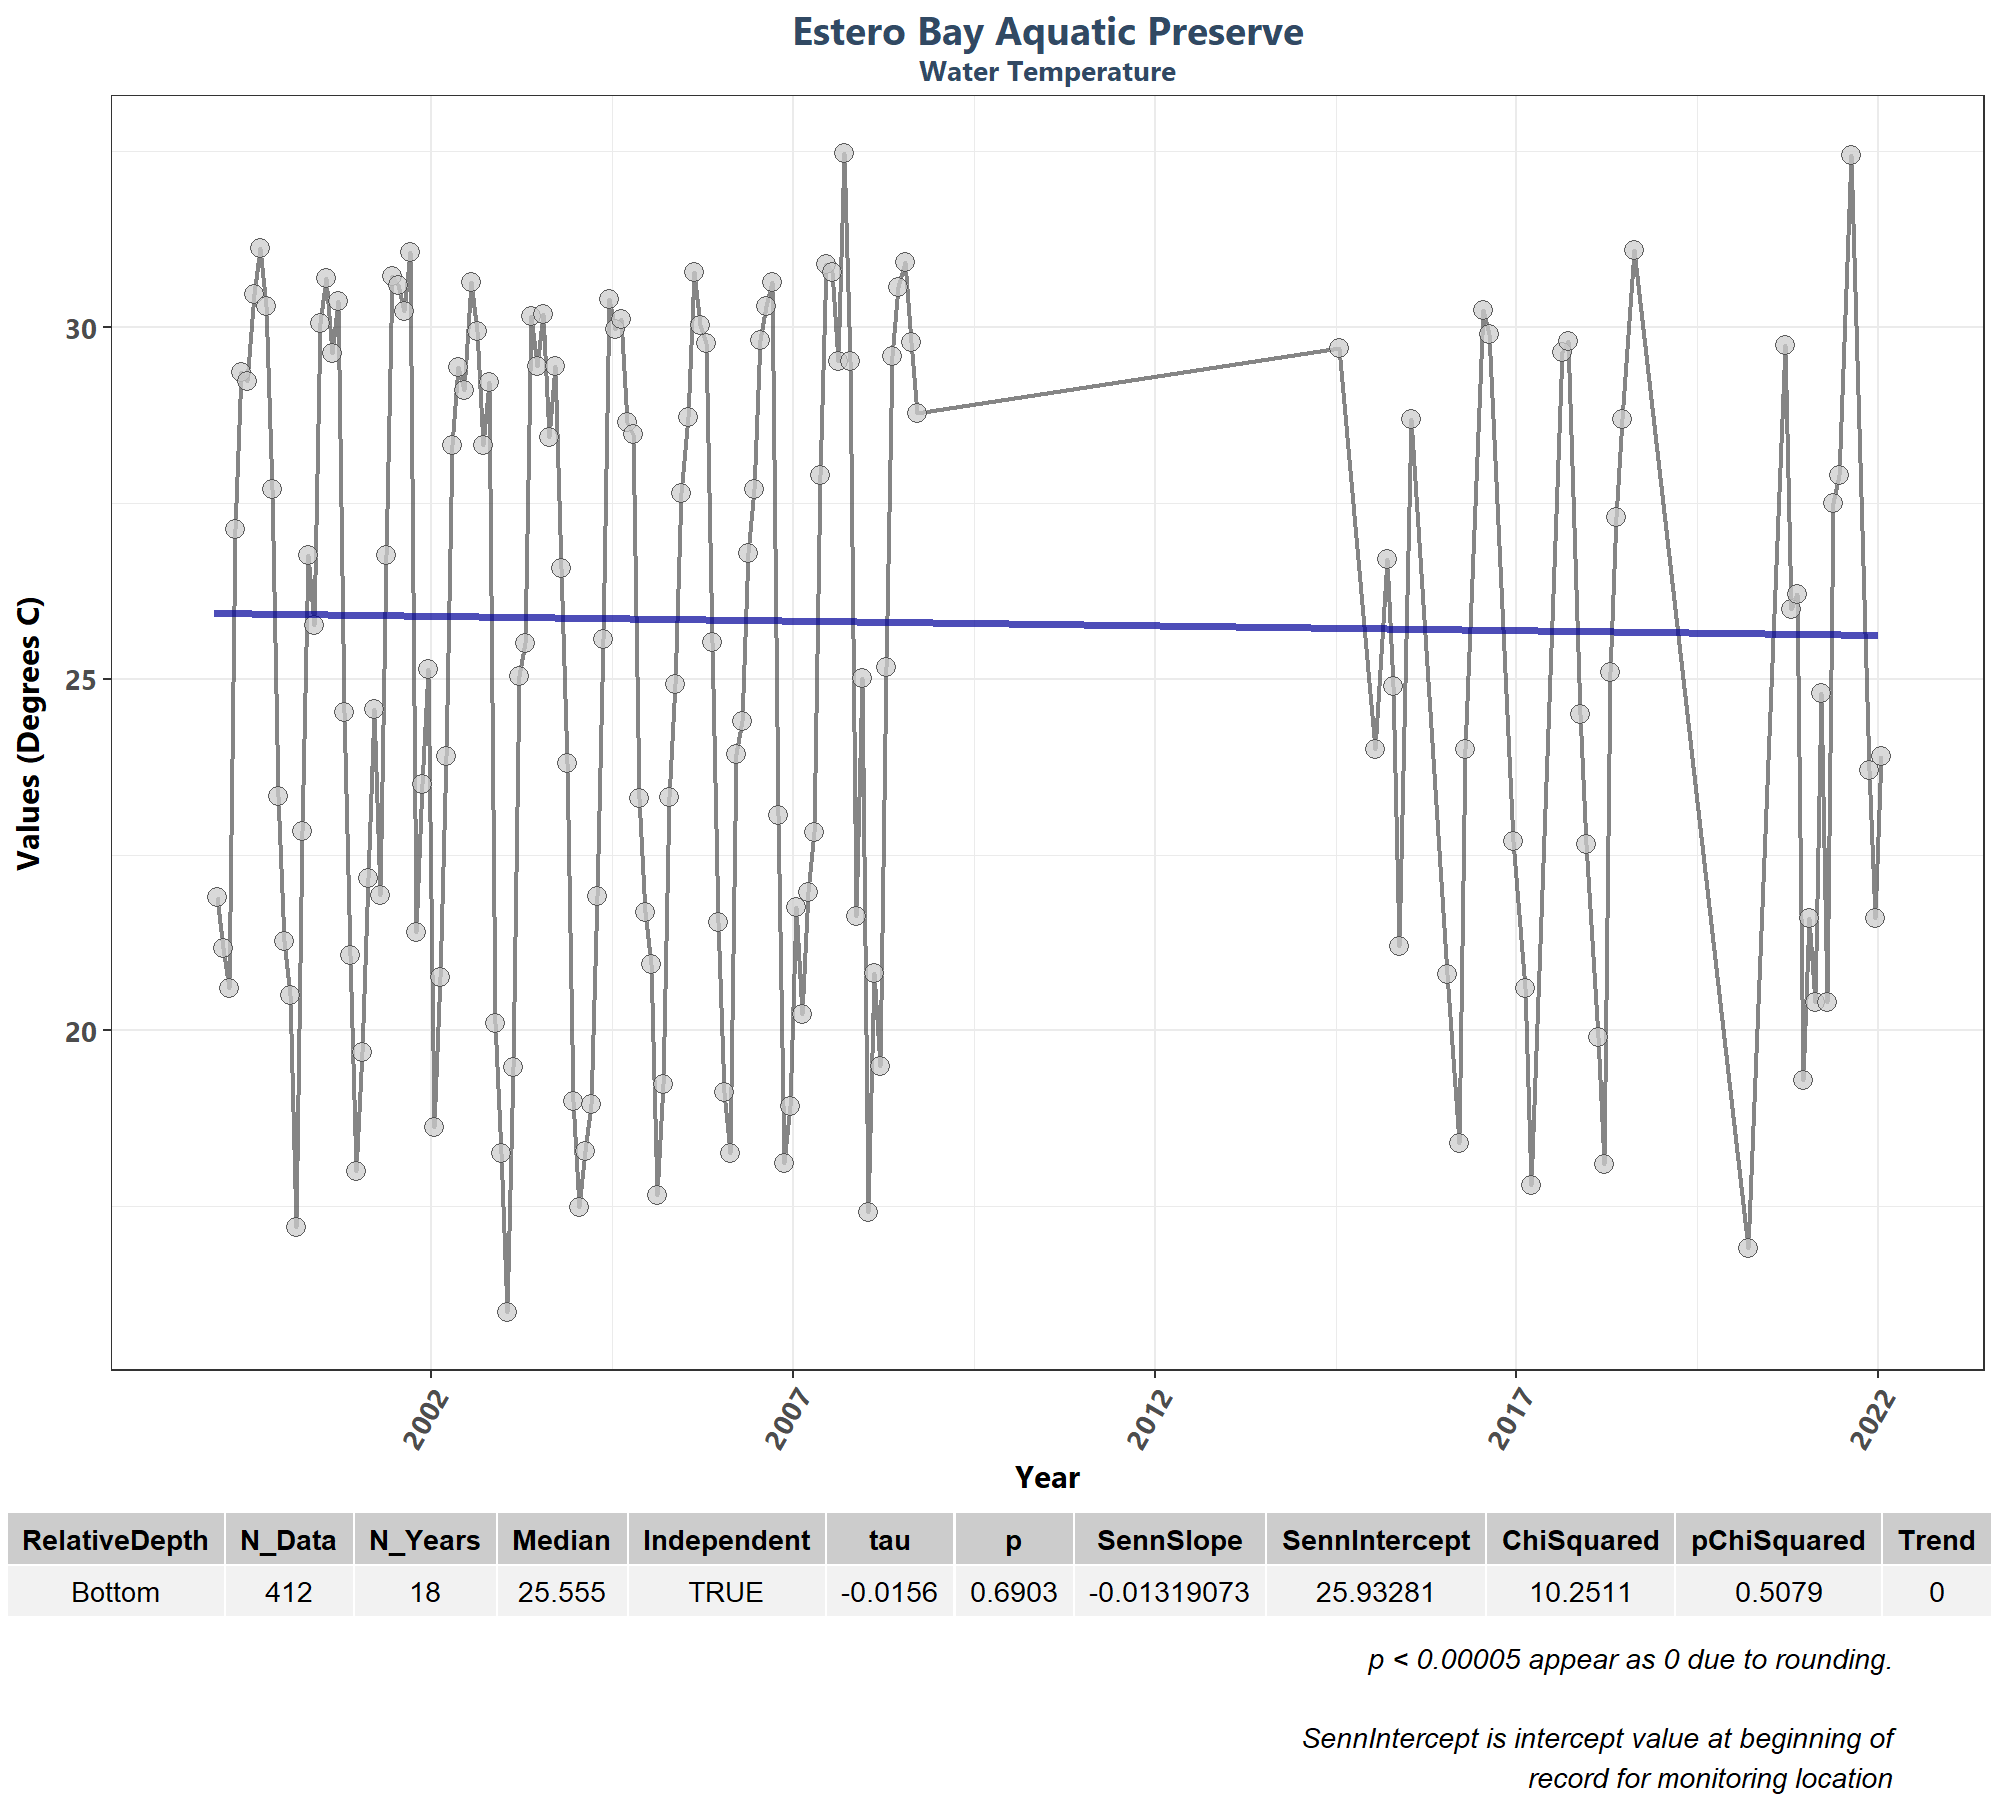 Estero Bay Aquatic Preserve
Water Temperature
Values (Degrees C)
30
25
20
2002 2007 2012 2017 2022
Year
RelativeDepth N_Data N_Years Median Independent tau p SennSlope SennIntercept ChiSquared pChiSquared Trend
Bottom 412 18 25.555 TRUE -0.0156 0.6903 -0.01319073 25.93281 10.2511 0.5079 0
p < 0.00005 appear as 0 due to rounding.
SennIntercept is intercept value at beginning of
record for monitoring location